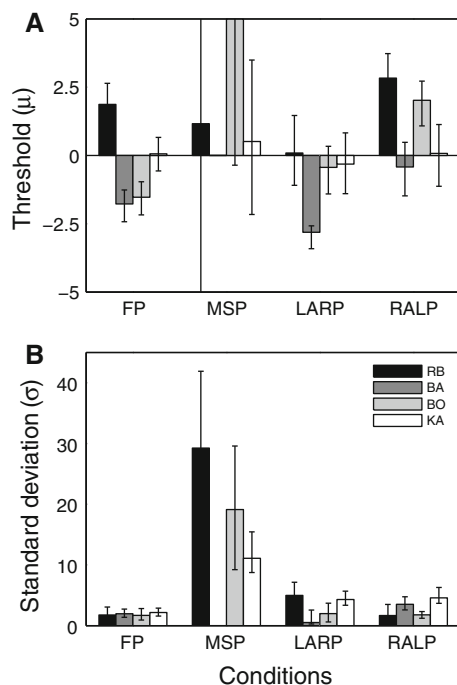 A
5
2.5
0
-2.5
-5
Threshold (μ)
FP MSP LARP RALP
B
40
30
20
10
0
Standard deviation (σ)
RB
BA
BO
KA
FP MSP LARP RALP
Conditions